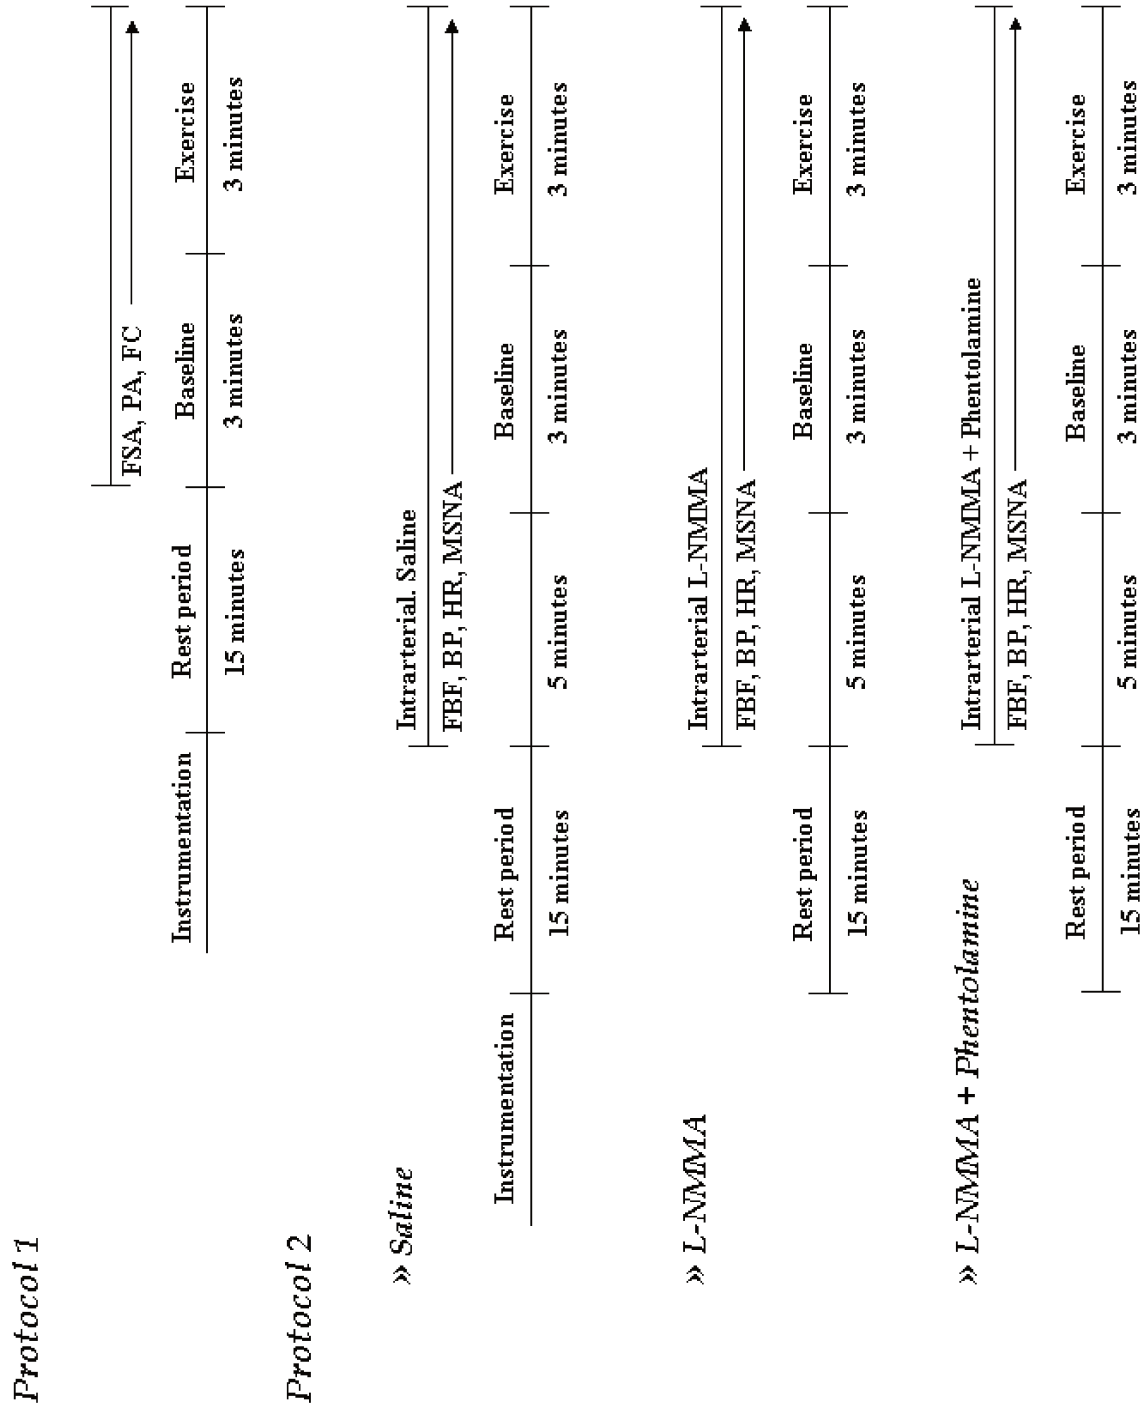 Protocol 1
FSA, PA, FC
Instrumentation
Rest period
Baseline
Exercise
15 minutes
3 minutes
3 minutes
Protocol 2
» Saline
Intrarterial. Saline
FBF, BP, HR, MSNA
Instrumentation
Rest period
Baseline
Exercise
15 minutes
5 minutes
3 minutes
3 minutes
» L-NMMA
Intrarterial L-NMMA
FBF, BP, HR, MSNA
Rest period
Baseline
Exercise
15 minutes
5 minutes
3 minutes
3 minutes
» L-NMMA + Phentolamine
Intrarterial L-NMMA + Phentolamine
FBF, BP, HR, MSNA
Rest period
Baseline
Exercise
15 minutes
5 minutes
3 minutes
3 minutes